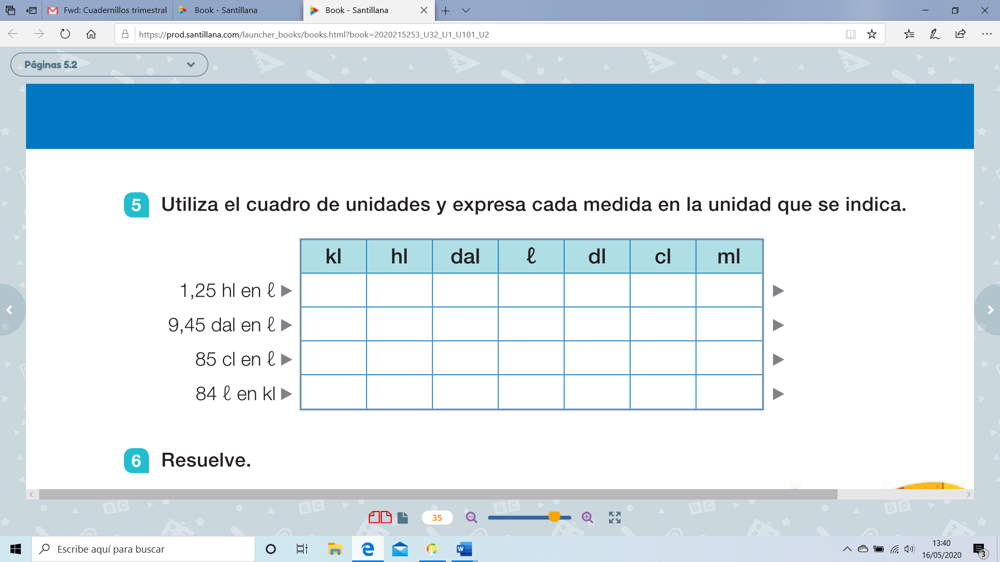 Fwd: Cuadernillos trimestral
Book - Santillana
Book - Santillana
https://prod.santillana.com/launcher_books/books.html?book=2020215253_U32_U1_U101_U2
Páginas 5.2
5 Utiliza el cuadro de unidades y expresa cada medida en la unidad que se indica.
kl hl dal ℓ dl cl ml
1,25 hl en ℓ ▶ ▶
9,45 dal en ℓ ▶ ▶
85 cl en ℓ ▶ ▶
84 ℓ en kl ▶ ▶
6 Resuelve.
35
Escribe aquí para buscar
13:40
16/05/2020
3